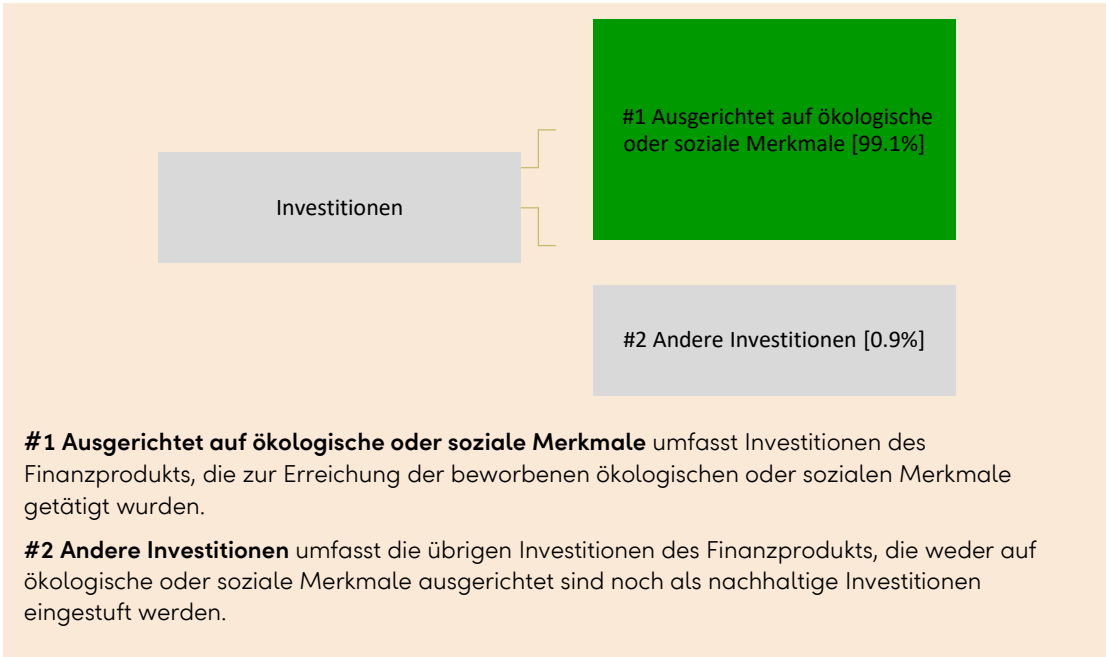 #1 Ausgerichtet auf ökologische
oder soziale Merkmale [99.1%]
Investitionen
#2 Andere Investitionen [0.9%]
#1 Ausgerichtet auf ökologische oder soziale Merkmale umfasst Investitionen des
Finanzprodukts, die zur Erreichung der beworbenen ökologischen oder sozialen Merkmale
getätigt wurden.
#2 Andere Investitionen umfasst die übrigen Investitionen des Finanzprodukts, die weder auf
ökologische oder soziale Merkmale ausgerichtet sind noch als nachhaltige Investitionen
eingestuft werden.